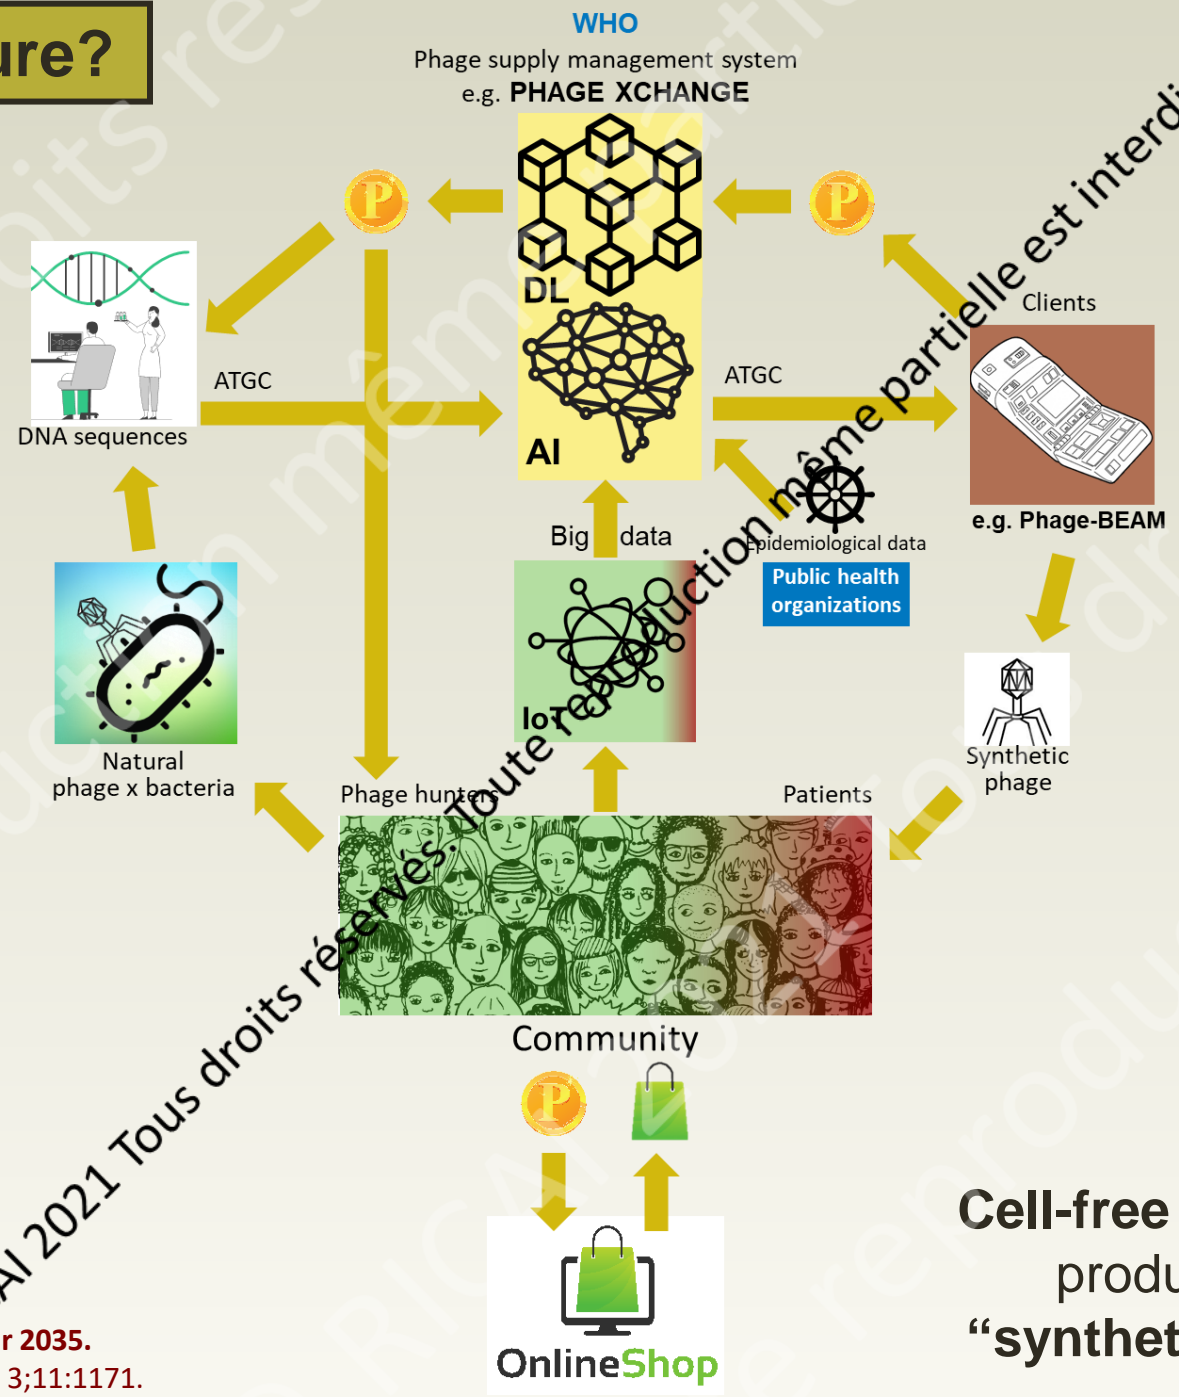 ure?
WHO
Phage supply management system
e.g. PHAGE XCHANGE
P
P
DL
Clients
ATGC
ATGC
DNA sequences
AI
e.g. Phage-BEAM
Big data
Epidemiological data
Public health
organizations
IoT
Natural
phage x bacteria
Synthetic
phage
Phage hunters
Patients
Community
P
OnlineShop
Cell-free
produ
“synthet
r 2035.
3;11:1171.
AI 2021 Tous droits réservés. Toute reproduction même partielle est interdi